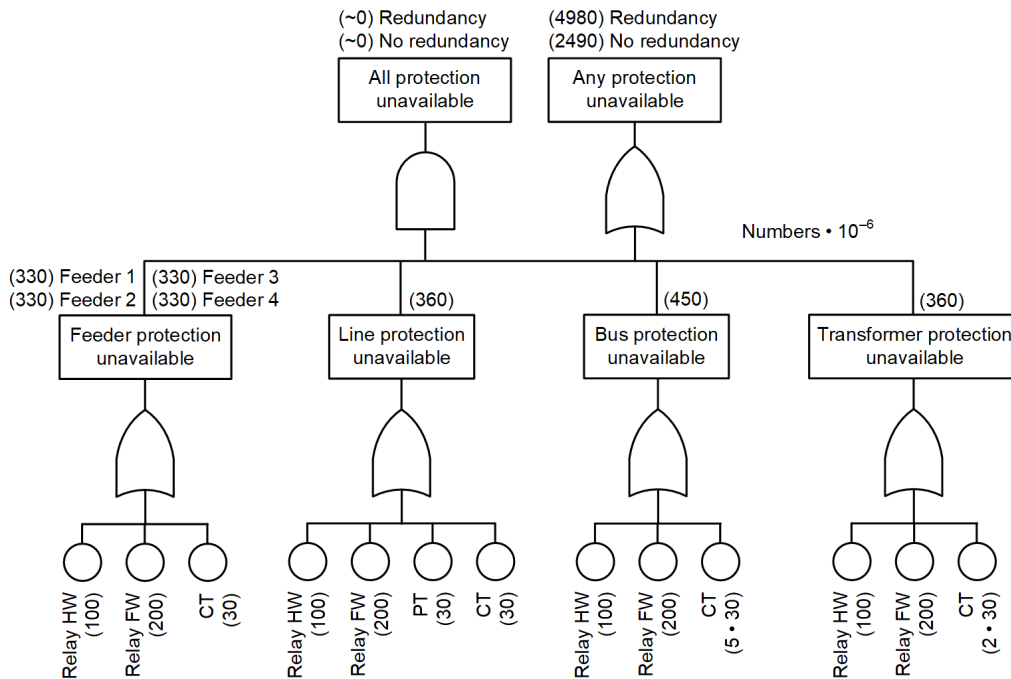 (~0) Redundancy
(~0) No redundancy
All protection
unavailable
(4980) Redundancy
(2490) No redundancy
Any protection
unavailable
Numbers • 10⁻⁶
(330) Feeder 1
(330) Feeder 2
(330) Feeder 3
(330) Feeder 4
Feeder protection
unavailable
(360)
Line protection
unavailable
(450)
Bus protection
unavailable
(360)
Transformer protection
unavailable
Relay HW
(100)
Relay FW
(200)
CT
(30)
Relay HW
(100)
Relay FW
(200)
PT
(30)
CT
(30)
Relay HW
(100)
Relay FW
(200)
CT
(5 • 30)
Relay HW
(100)
Relay FW
(200)
CT
(2 • 30)